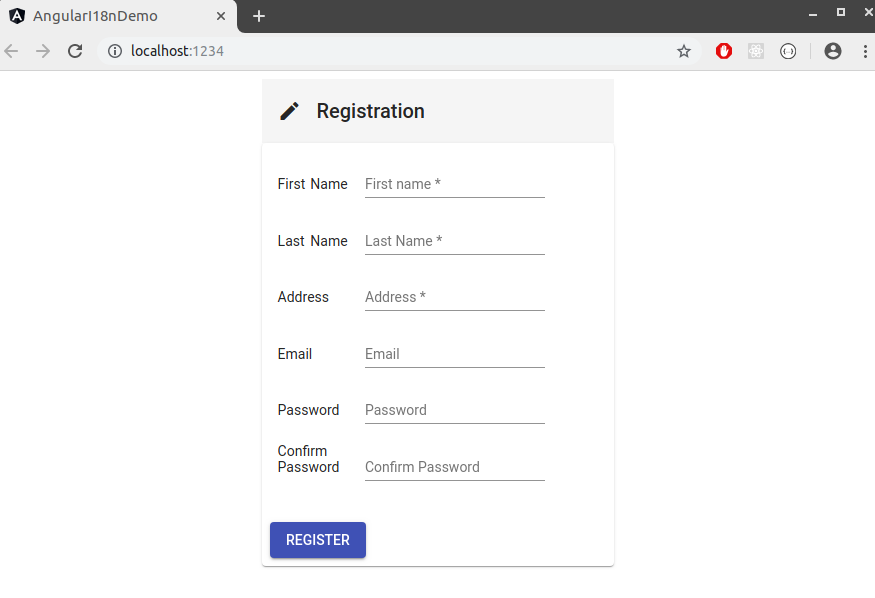 AngularI18nDemo
localhost:1234
Registration
First Name First name *
Last Name Last Name *
Address Address *
Email Email
Password Password
Confirm
Password Confirm Password
REGISTER